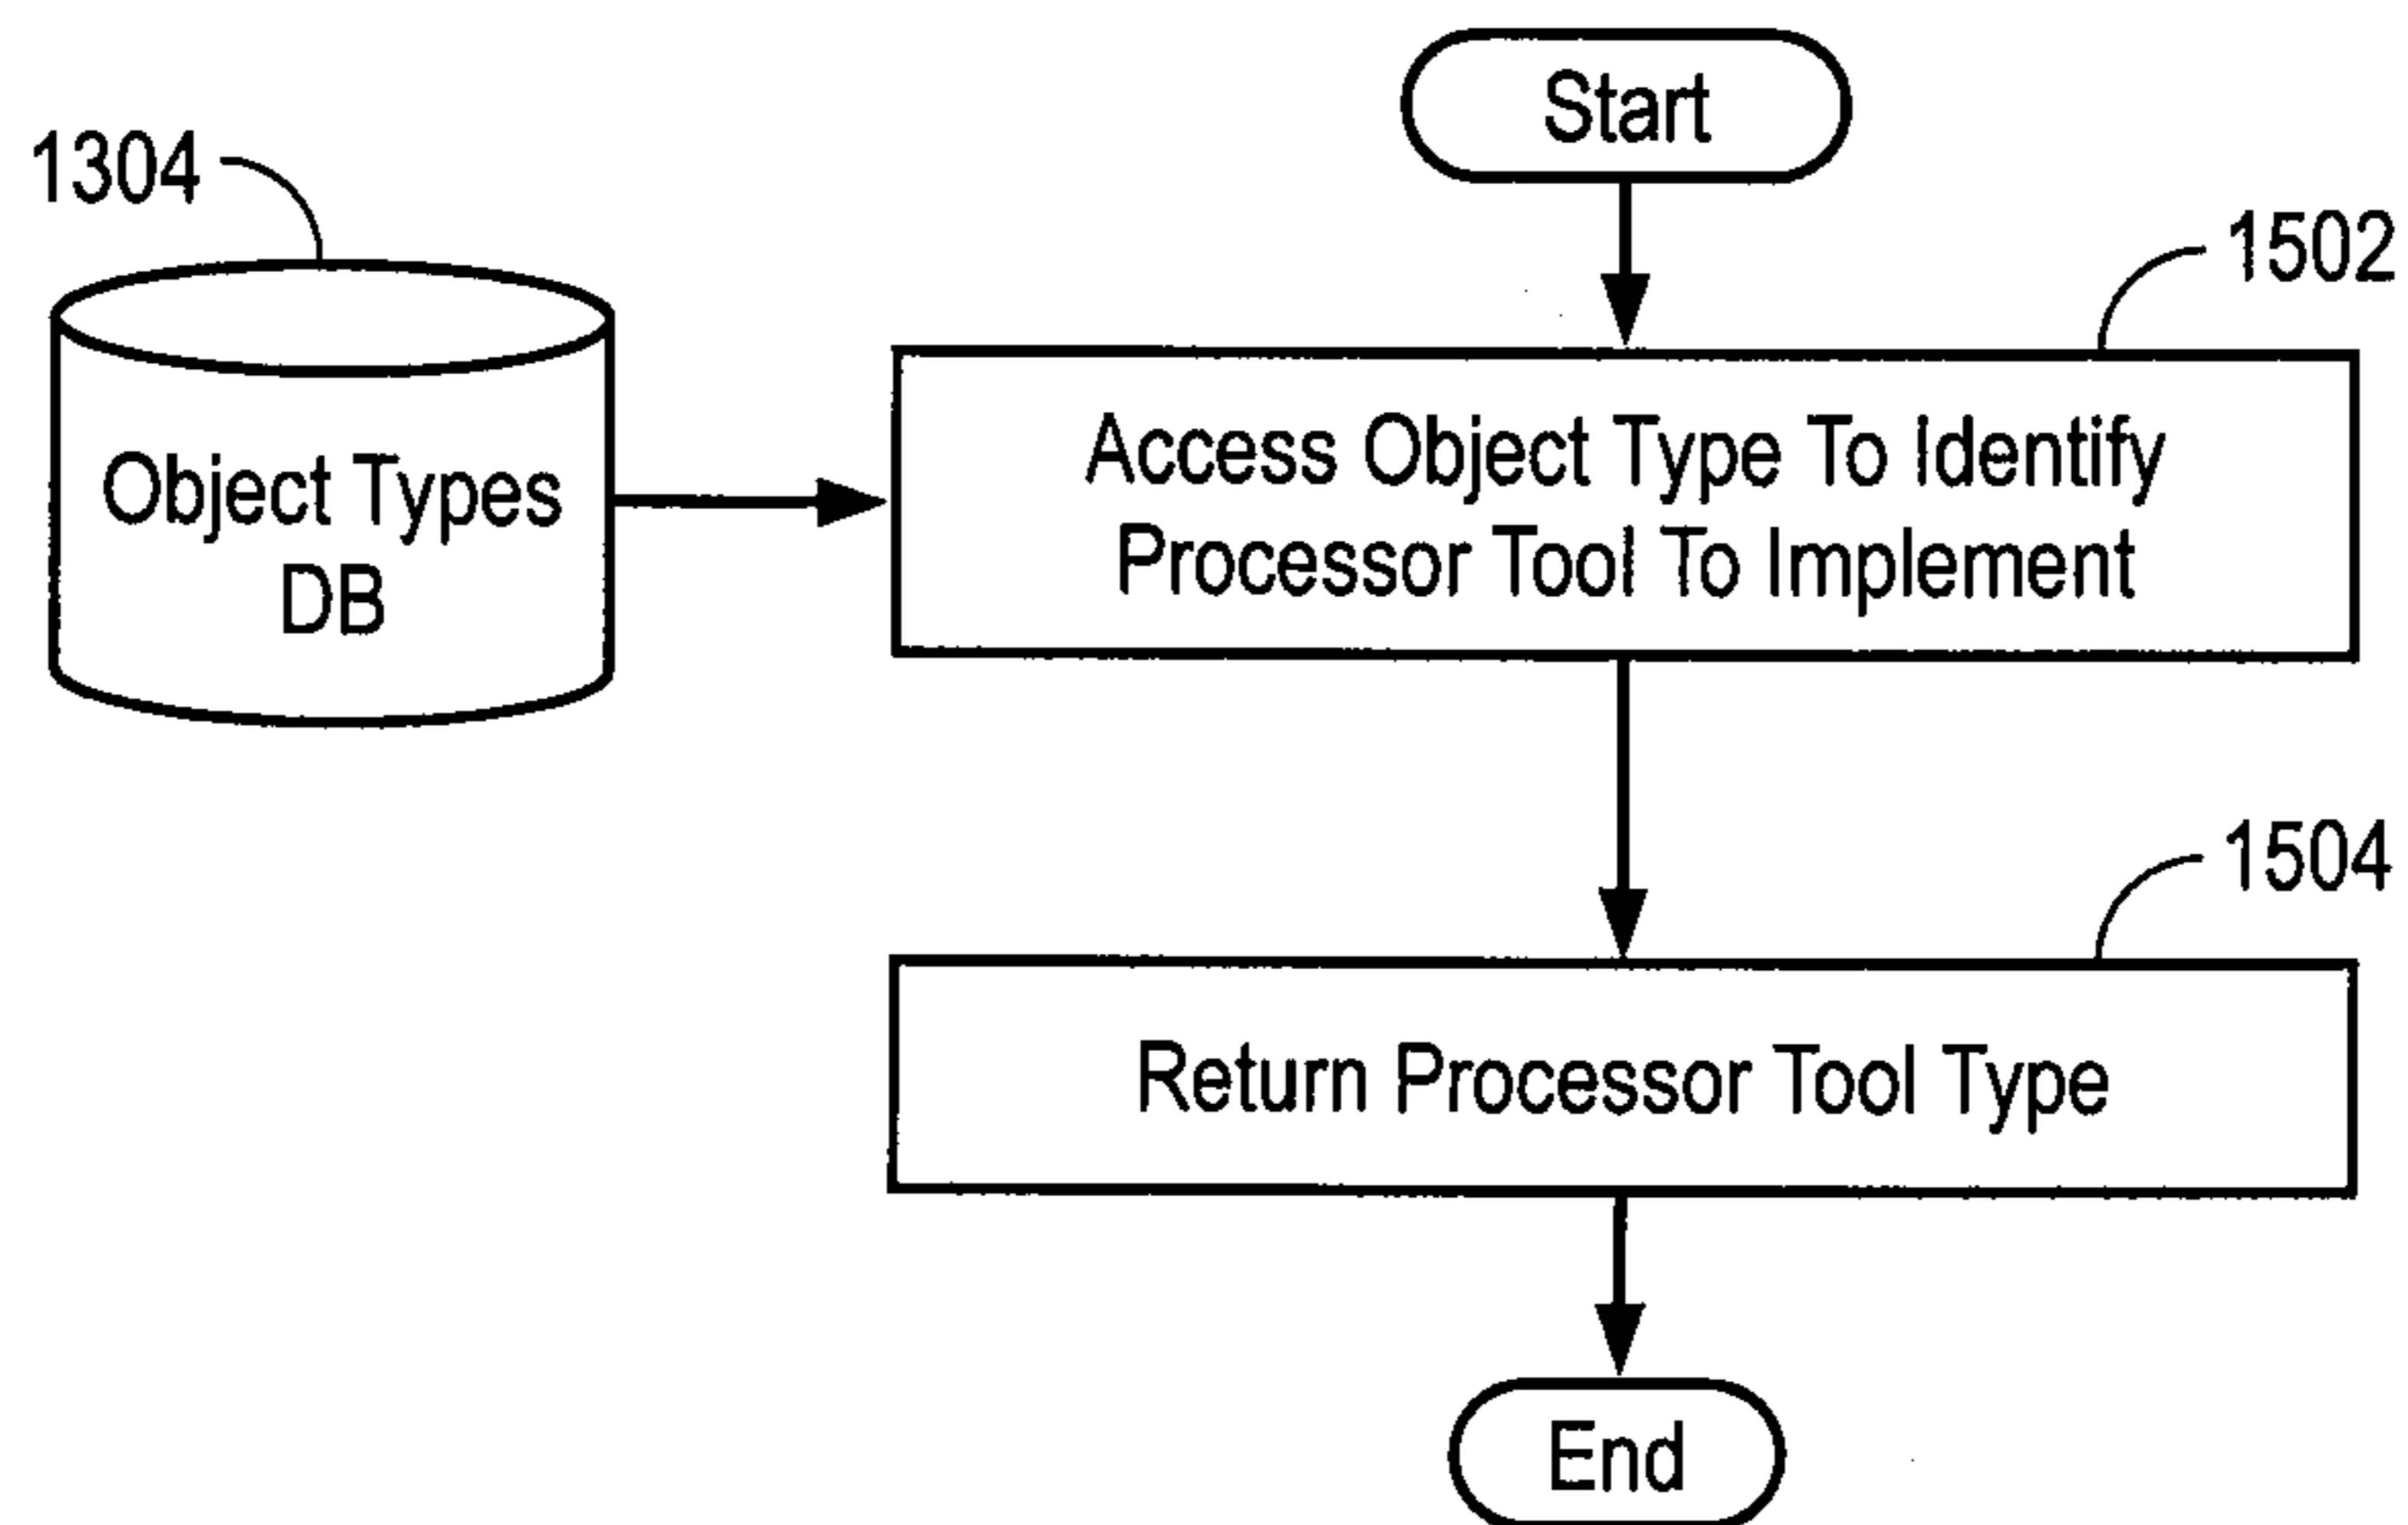 Start
1304
1502
Object Types
DB
Access Object Type To Identify
Processor Tool To Implement
1504
Return Processor Tool Type
End